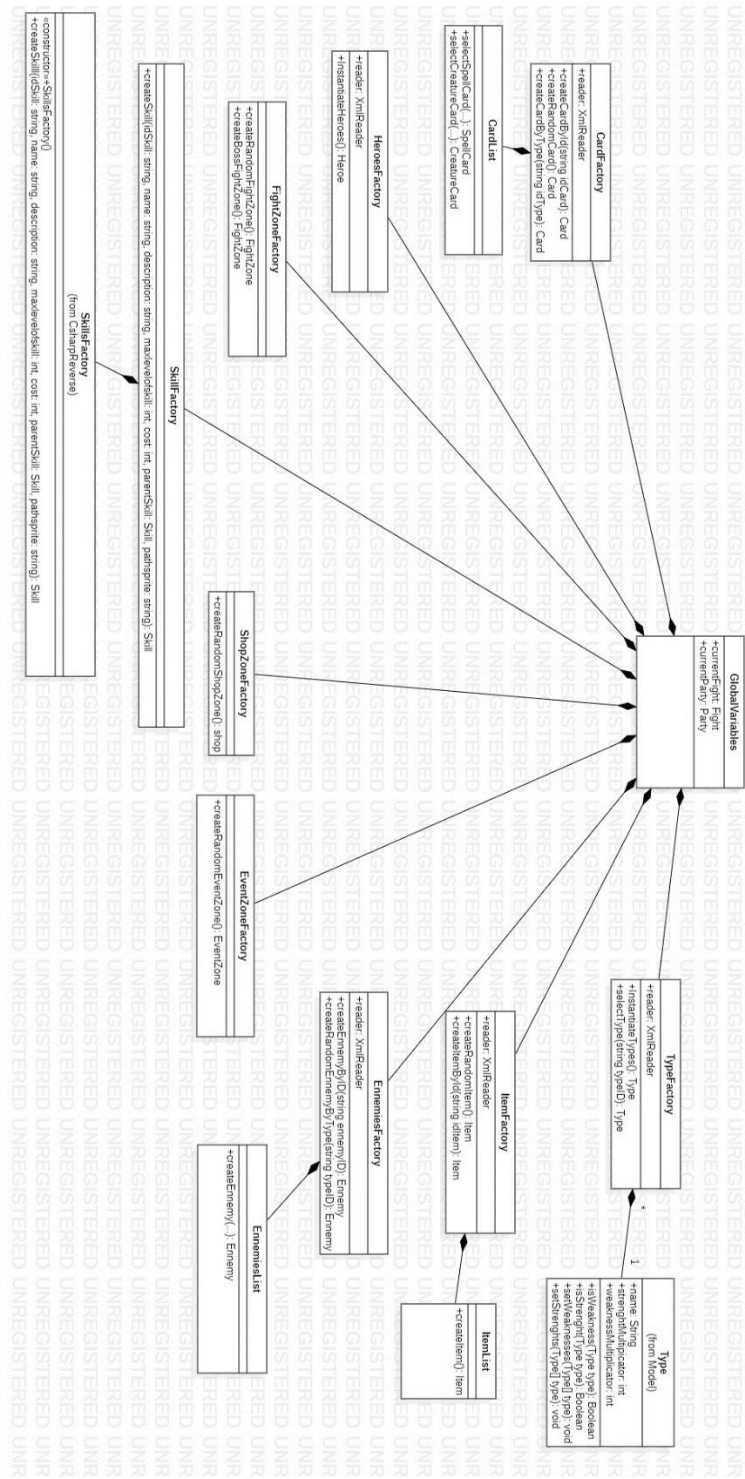 GlobalVariables
+currentFight: Fight
+currentParty: Party
CardFactory
+reader: XmlReader
+createCardById(string idCard): Card
+createRandomCard(): Card
+createCardByType(string idType): Card
CardList
+selectSpellCard(...): SpellCard
+selectCreatureCard(...): CreatureCard
HeroesFactory
+reader: XmlReader
+InstantiateHeroes(): Heroe
FightZoneFactory
+createRandomFightZone(): FightZone
+createBossFightZone(): FightZone
SkillFactory
+createSkill(idSkill: string, name: string, description: string, maxlevelofskill: int, cost: int, parentSkill: Skill, pathsprite: string): Skill
SkillsFactory
(from CsharpReverse)
«constructor»+SkillsFactory()
+createSkill(idSkill: string, name: string, description: string, maxlevelofskill: int, cost: int, parentSkill: Skill, pathsprite: string): Skill
ShopZoneFactory
+createRandomShopZone(): shop
EventZoneFactory
+createRandomEventZone(): EventZone
EnnemiesFactory
+reader: XmlReader
+createEnnemyByID(string ennemyID): Ennemy
+createRandomEnnemyByType(string typeID): Ennemy
EnnemiesList
+createEnnemy(...): Ennemy
ItemFactory
+reader: XmlReader
+createRandomItem(): Item
+createItemById(string idItem): Item
ItemList
+createItem(): Item
TypeFactory
+reader: XmlReader
+InstantiateTypes(): Type
+selectType(string typeID): Type
*
1
Type
(from Model)
+name: String
+strenghtMultipicator: int
+weaknessMultiplicator: int
+isWeakness(Type type): Boolean
+isStrenght(Type type): Boolean
+setWeaknesses(Type[] type): void
+setStrenghts(Type[] type): void